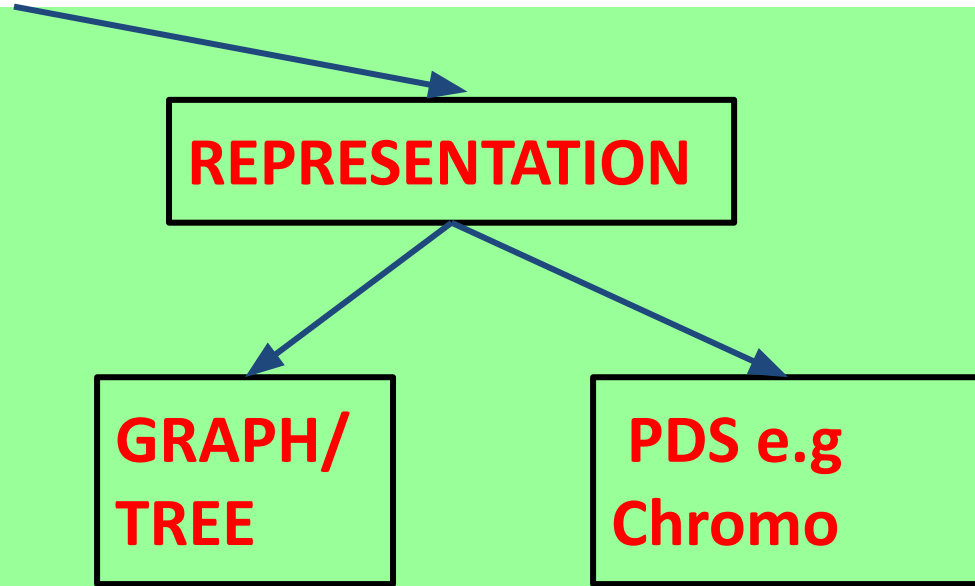 REPRESENTATION
GRAPH/
TREE
PDS e.g
Chromo